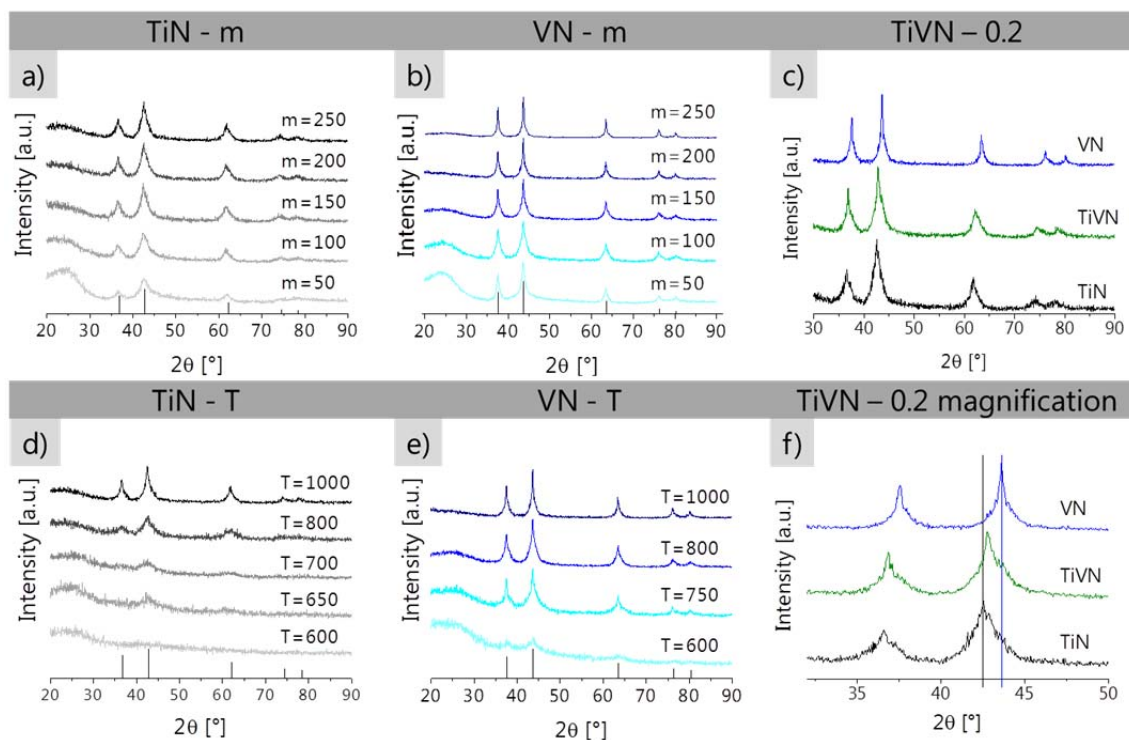 TiN - m
VN - m
TiVN – 0.2
a)
Intensity [a.u.]
m=250
m=200
m=150
m=100
m=50
20 30 40 50 60 70 80 90
2θ [°]
b)
Intensity [a.u.]
m=250
m=200
m=150
m=100
m=50
20 30 40 50 60 70 80 90
2θ [°]
c)
Intensity [a.u.]
VN
TiVN
TiN
30 40 50 60 70 80 90
2θ [°]
TiN - T
VN - T
TiVN – 0.2 magnification
d)
Intensity [a.u.]
T=1000
T=800
T=700
T=650
T=600
20 30 40 50 60 70 80 90
2θ [°]
e)
Intensity [a.u.]
T=1000
T=800
T=750
T=600
20 30 40 50 60 70 80 90
2θ [°]
f)
Intensity [a.u.]
VN
TiVN
TiN
35 40 45 50
2θ [°]